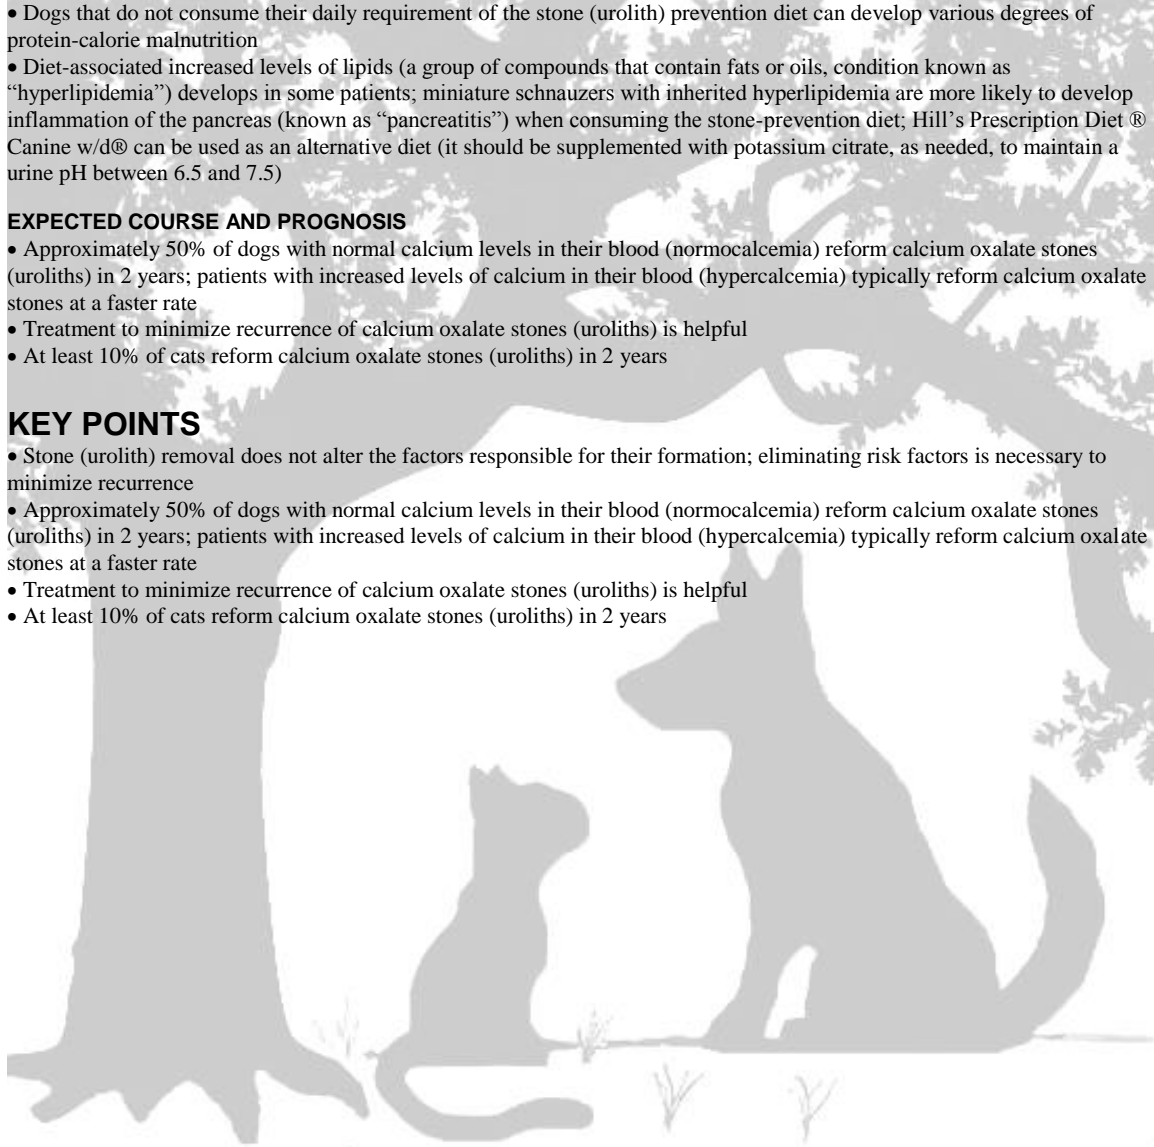 • Dogs that do not consume their daily requirement of the stone (urolith) prevention diet can develop various degrees of
protein-calorie malnutrition
• Diet-associated increased levels of lipids (a group of compounds that contain fats or oils, condition known as
“hyperlipidemia”) develops in some patients; miniature schnauzers with inherited hyperlipidemia are more likely to develop
inflammation of the pancreas (known as “pancreatitis”) when consuming the stone-prevention diet; Hill’s Prescription Diet ®
Canine w/d® can be used as an alternative diet (it should be supplemented with potassium citrate, as needed, to maintain a
urine pH between 6.5 and 7.5)
EXPECTED COURSE AND PROGNOSIS
• Approximately 50% of dogs with normal calcium levels in their blood (normocalcemia) reform calcium oxalate stones
(uroliths) in 2 years; patients with increased levels of calcium in their blood (hypercalcemia) typically reform calcium oxalate
stones at a faster rate
• Treatment to minimize recurrence of calcium oxalate stones (uroliths) is helpful
• At least 10% of cats reform calcium oxalate stones (uroliths) in 2 years
KEY POINTS
• Stone (urolith) removal does not alter the factors responsible for their formation; eliminating risk factors is necessary to
minimize recurrence
• Approximately 50% of dogs with normal calcium levels in their blood (normocalcemia) reform calcium oxalate stones
(uroliths) in 2 years; patients with increased levels of calcium in their blood (hypercalcemia) typically reform calcium oxalate
stones at a faster rate
• Treatment to minimize recurrence of calcium oxalate stones (uroliths) is helpful
• At least 10% of cats reform calcium oxalate stones (uroliths) in 2 years